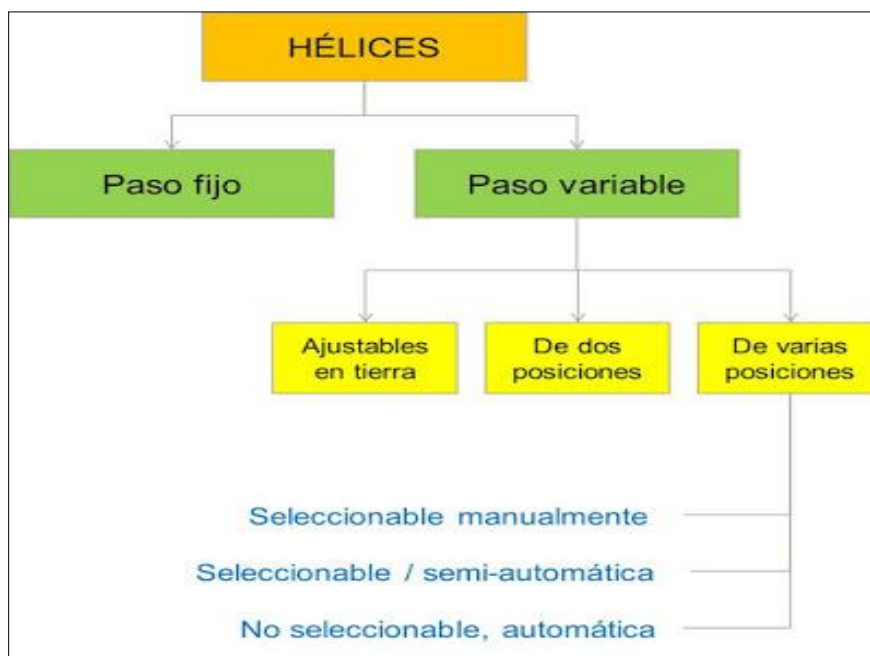 HÉLICES
Paso fijo
Paso variable
Ajustables
en tierra
De dos
posiciones
De varias
posiciones
Seleccionable manualmente
Seleccionable / semi-automática
No seleccionable, automática